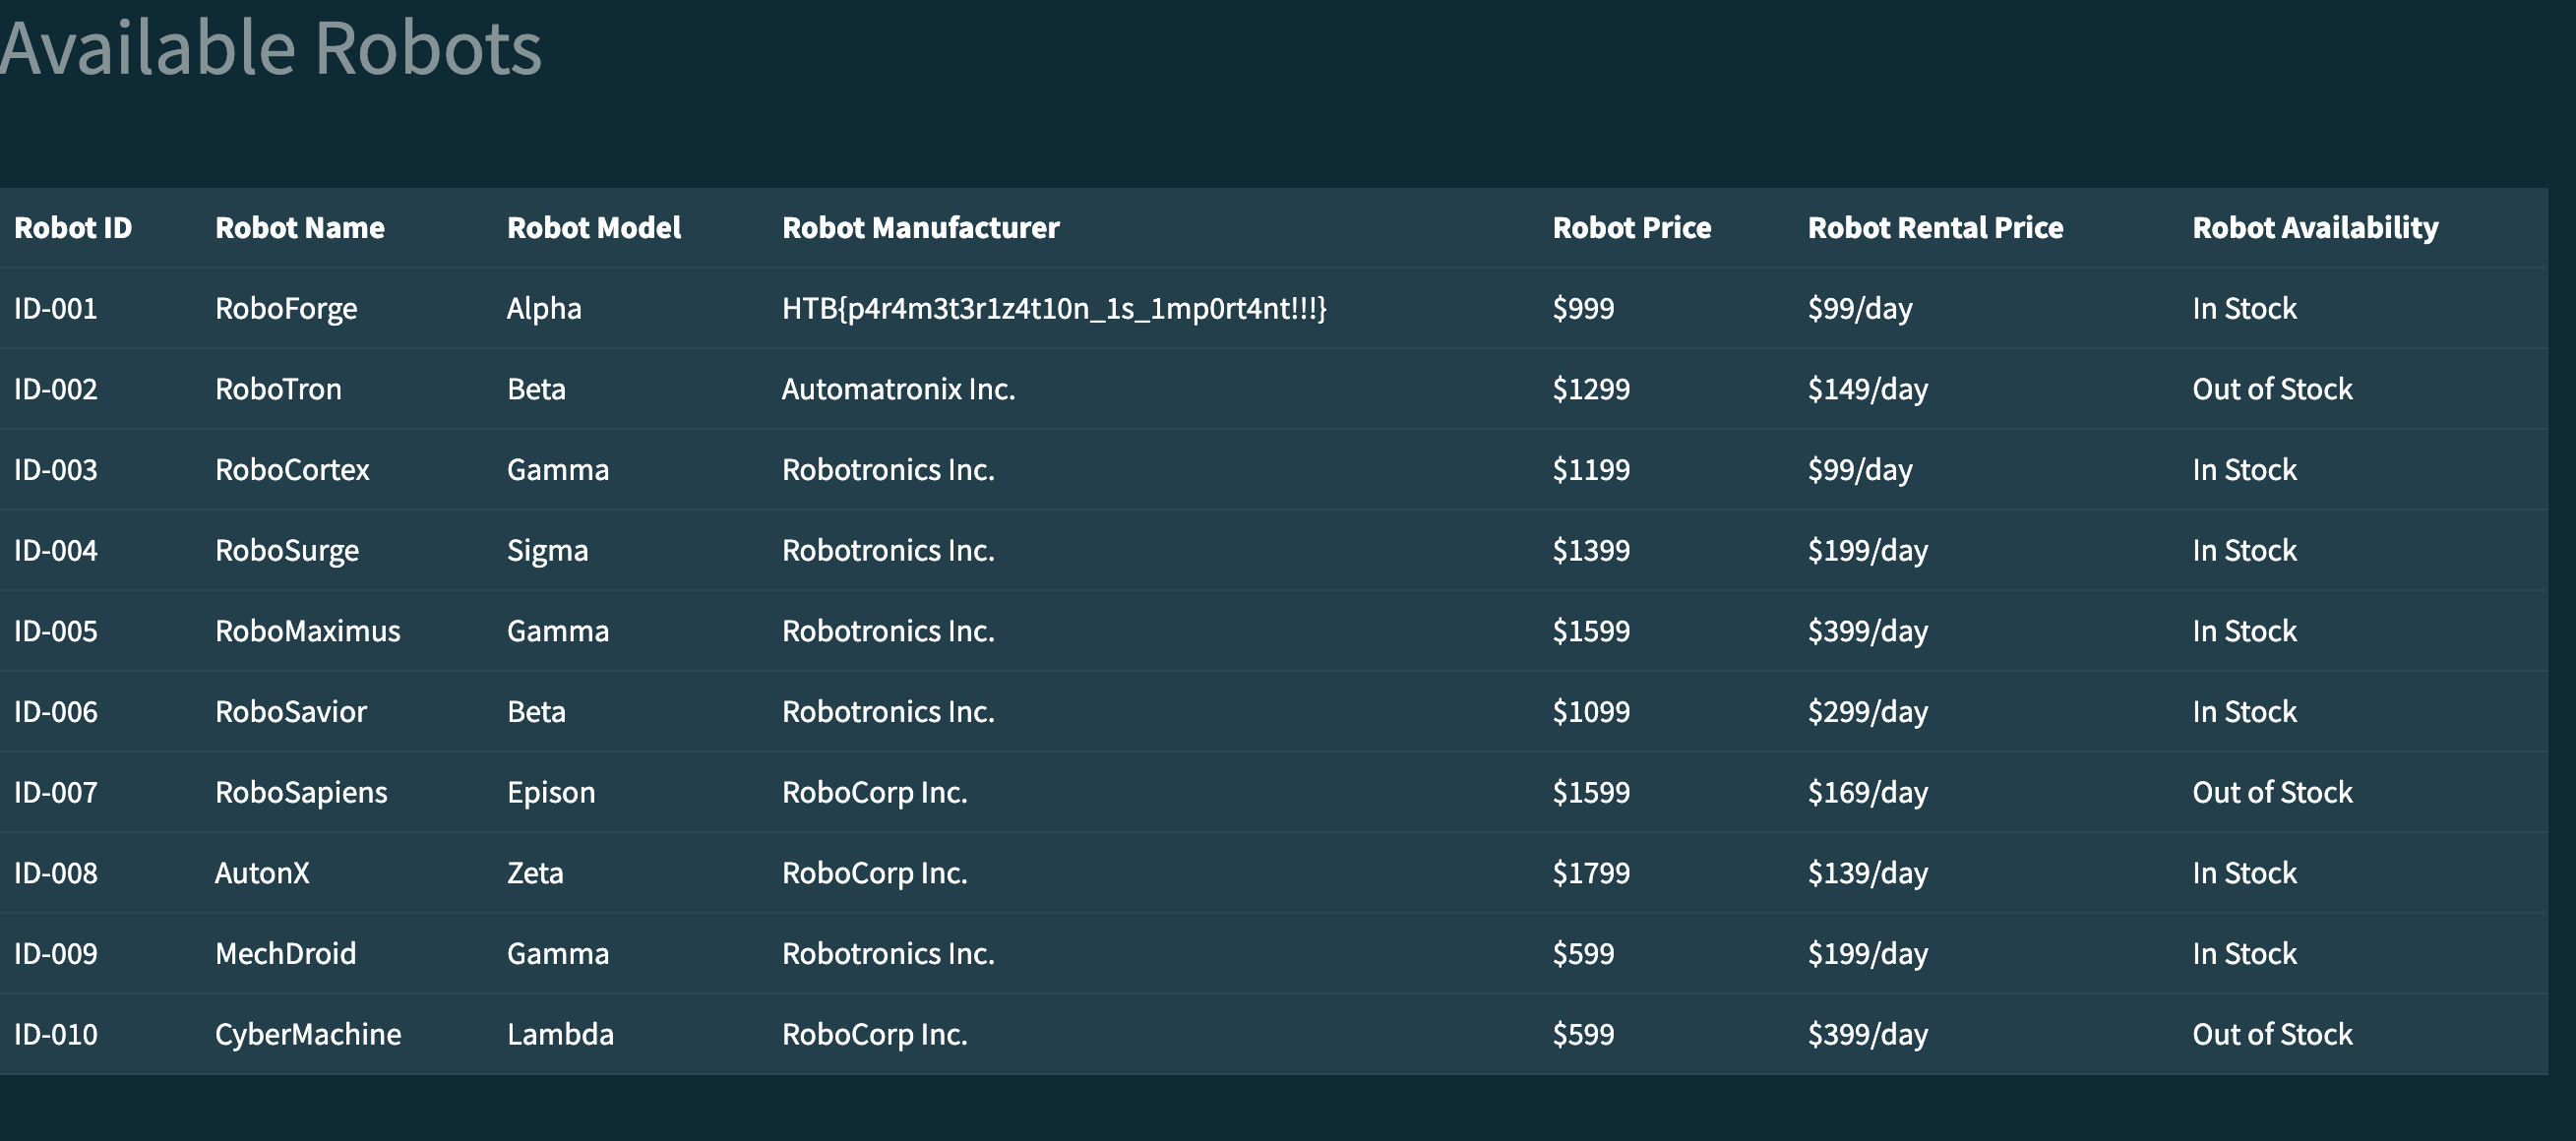 Available Robots
Robot ID Robot Name Robot Model Robot Manufacturer Robot Price Robot Rental Price Robot Availability
ID-001 RoboForge Alpha HTB{p4r4m3t3r1z4t10n_1s_1mp0rt4nt!!!} $999 $99/day In Stock
ID-002 RoboTron Beta Automatronix Inc. $1299 $149/day Out of Stock
ID-003 RoboCortex Gamma Robotronics Inc. $1199 $99/day In Stock
ID-004 RoboSurge Sigma Robotronics Inc. $1399 $199/day In Stock
ID-005 RoboMaximus Gamma Robotronics Inc. $1599 $399/day In Stock
ID-006 RoboSavior Beta Robotronics Inc. $1099 $299/day In Stock
ID-007 RoboSapiens Epison RoboCorp Inc. $1599 $169/day Out of Stock
ID-008 AutonX Zeta RoboCorp Inc. $1799 $139/day In Stock
ID-009 MechDroid Gamma Robotronics Inc. $599 $199/day In Stock
ID-010 CyberMachine Lambda RoboCorp Inc. $599 $399/day Out of Stock